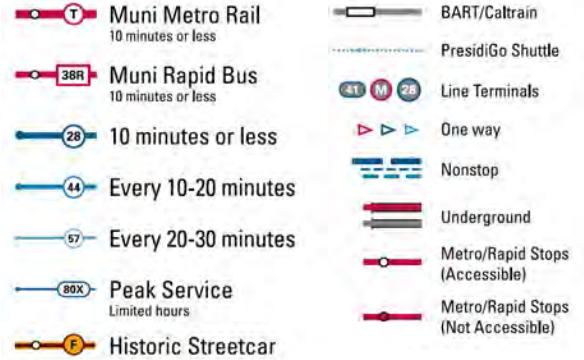 T Muni Metro Rail
10 minutes or less
38R Muni Rapid Bus
10 minutes or less
28 10 minutes or less
44 Every 10-20 minutes
57 Every 20-30 minutes
80X Peak Service
Limited hours
F Historic Streetcar
BART/Caltrain
PresidiGo Shuttle
41 M 28 Line Terminals
One way
Nonstop
Underground
Metro/Rapid Stops
(Accessible)
Metro/Rapid Stops
(Not Accessible)